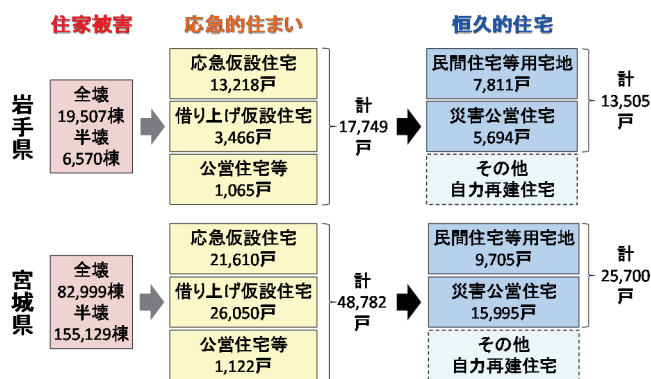 住家被害
応急的住まい
恒久的住宅
岩手県
全壊
19,507棟
半壊
6,570棟
応急仮設住宅
13,218戸
借り上げ仮設住宅
3,466戸
公営住宅等
1,065戸
計
17,749
戸
民間住宅等用宅地
7,811戸
災害公営住宅
5,694戸
その他
自力再建住宅
計
13,505
戸
宮城県
全壊
82,999棟
半壊
155,129棟
応急仮設住宅
21,610戸
借り上げ仮設住宅
26,050戸
公営住宅等
1,122戸
計
48,782
戸
民間住宅等用宅地
9,705戸
災害公営住宅
15,995戸
その他
自力再建住宅
計
25,700
戸